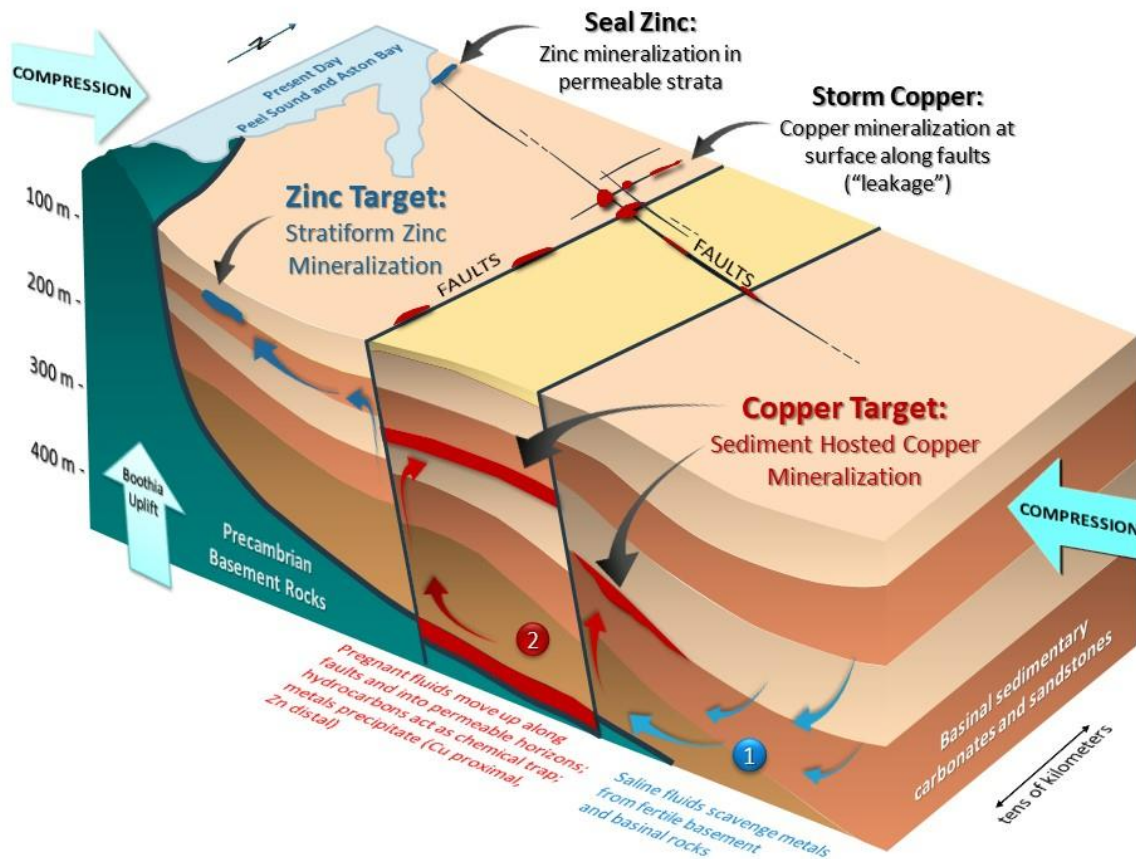 Seal Zinc:
Zinc mineralization in
permeable strata
N
COMPRESSION
Present Day
Peel Sound and Aston Bay
Storm Copper:
Copper mineralization at
surface along faults
("leakage")
Zinc Target:
Stratiform Zinc
Mineralization
100 m -
200 m -
300 m -
400 m -
FAULTS
FAULTS
Copper Target:
Sediment Hosted Copper
Mineralization
Boothia
Uplift
Precambrian
Basement Rocks
COMPRESSION
2
1
Pregnant fluids move up along
faults and into permeable horizons;
hydrocarbons act as chemical trap;
metals precipitate (Cu proximal,
Zn distal)
Saline fluids scavenge metals
from fertile basement
and basinal rocks
Basinal sedimentary
carbonates and sandstones
tens of kilometers